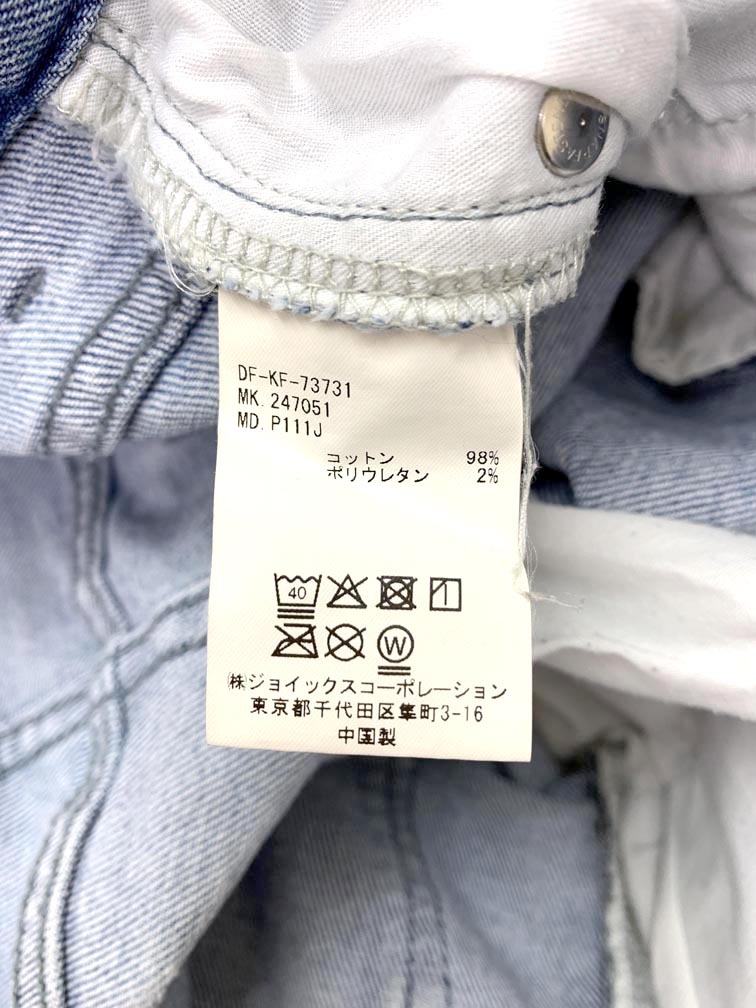 DF-KF-73731
MK. 247051
MD. P111J
コットン 98%
ポリウレタン 2%
40
W
㈱ジョイックスコーポレーション
東京都千代田区隼町3-16
中国製